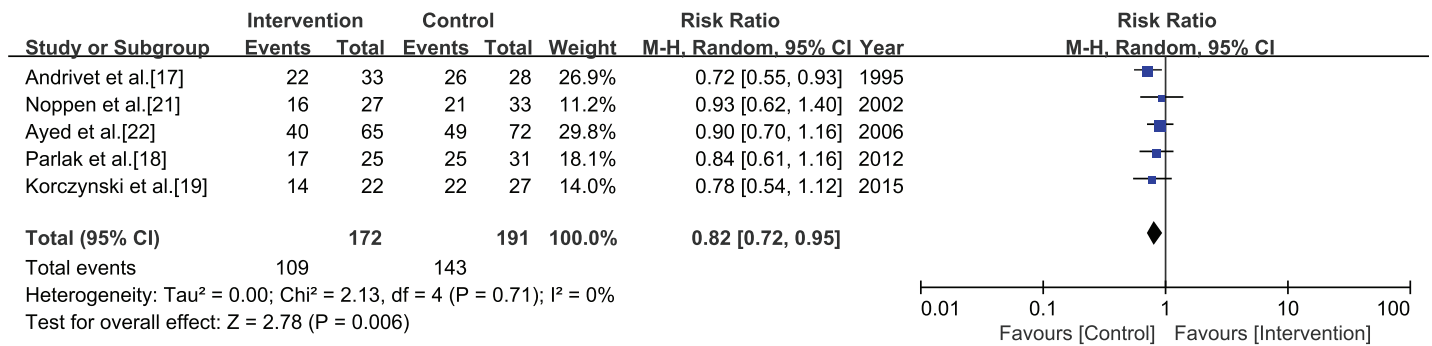 Intervention Control Risk Ratio Risk Ratio
Study or Subgroup Events Total Events Total Weight M-H, Random, 95% CI Year M-H, Random, 95% CI
Andrivet et al.[17] 22 33 26 28 26.9% 0.72 [0.55, 0.93] 1995
Noppen et al.[21] 16 27 21 33 11.2% 0.93 [0.62, 1.40] 2002
Ayed et al.[22] 40 65 49 72 29.8% 0.90 [0.70, 1.16] 2006
Parlak et al.[18] 17 25 25 31 18.1% 0.84 [0.61, 1.16] 2012
Korczynski et al.[19] 14 22 22 27 14.0% 0.78 [0.54, 1.12] 2015
Total (95% CI) 172 191 100.0% 0.82 [0.72, 0.95]
Total events 109 143
Heterogeneity: Tau² = 0.00; Chi² = 2.13, df = 4 (P = 0.71); I² = 0%
Test for overall effect: Z = 2.78 (P = 0.006)
0.01 0.1 1 10 100
Favours [Control] Favours [Intervention]